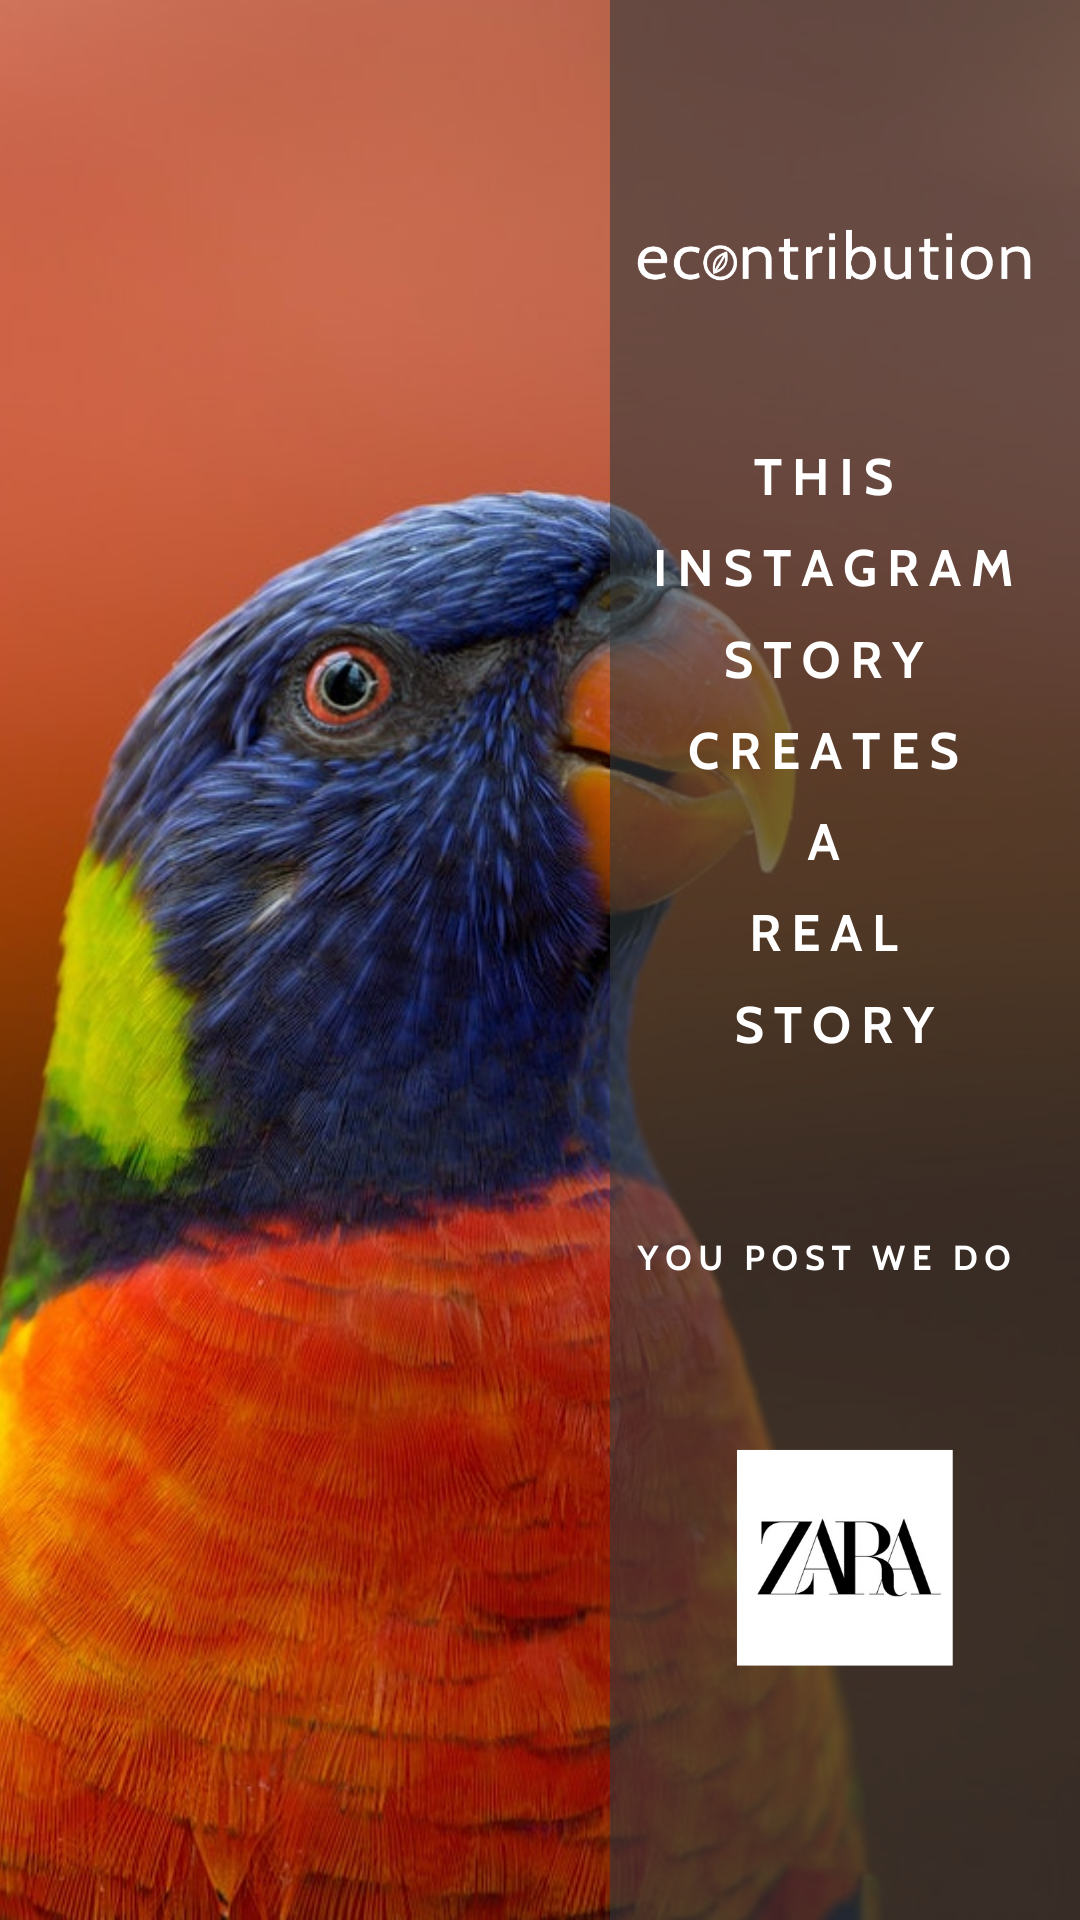 econtribution
THIS
INSTAGRAM
STORY
CREATES
A
REAL
STORY
YOU POST WE DO
ZARA